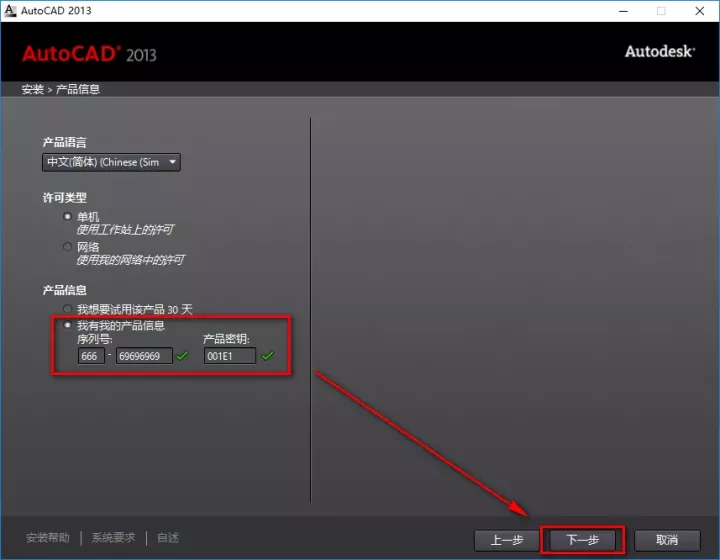 AutoCAD 2013
AutoCAD® 2013
Autodesk®
安装 > 产品信息
产品语言
中文(简体) (Chinese (Sim
许可类型
单机
使用工作站上的许可
网络
使用我的网络中的许可
产品信息
我想要试用该产品 30 天
我有我的产品信息
序列号: 产品密钥:
666 - 69696969 001E1
安装帮助 | 系统要求 | 自述
上一步 下一步 取消